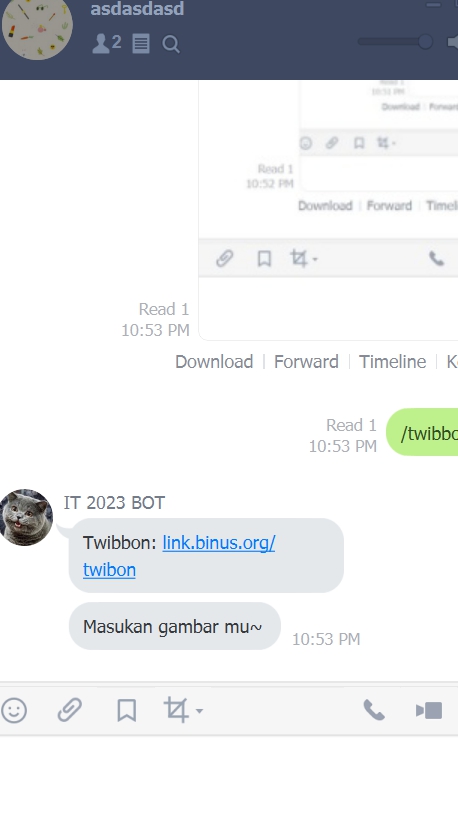 asdasdasd
2
Read 1
10:51 PM
Download Forward
Read 1
10:52 PM
Download Forward
Read 1
10:53 PM
Download Forward Timeline
Read 1
10:53 PM
IT 2023 BOT
Twibbon: link.binus.org/
twibon
Masukan gambar mu~
10:53 PM